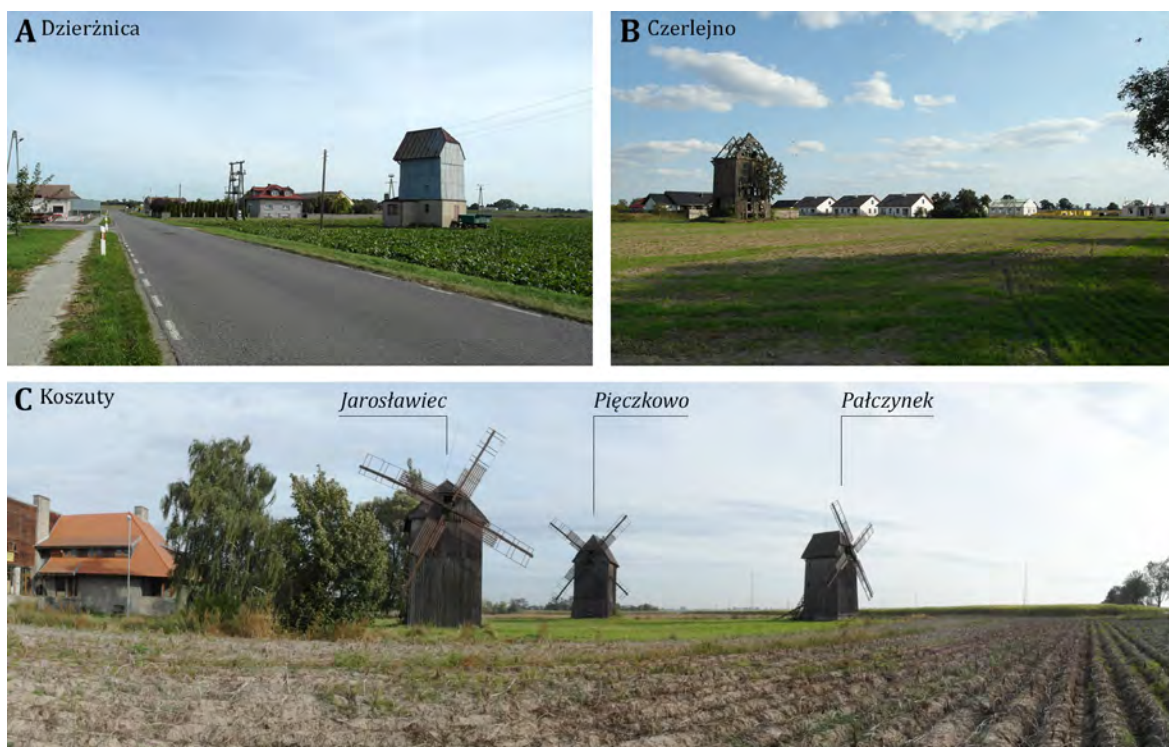 A Dzierżnica
B Czerlejno
C Koszuty
Jarosławiec
Pięczkowo
Pałczynek